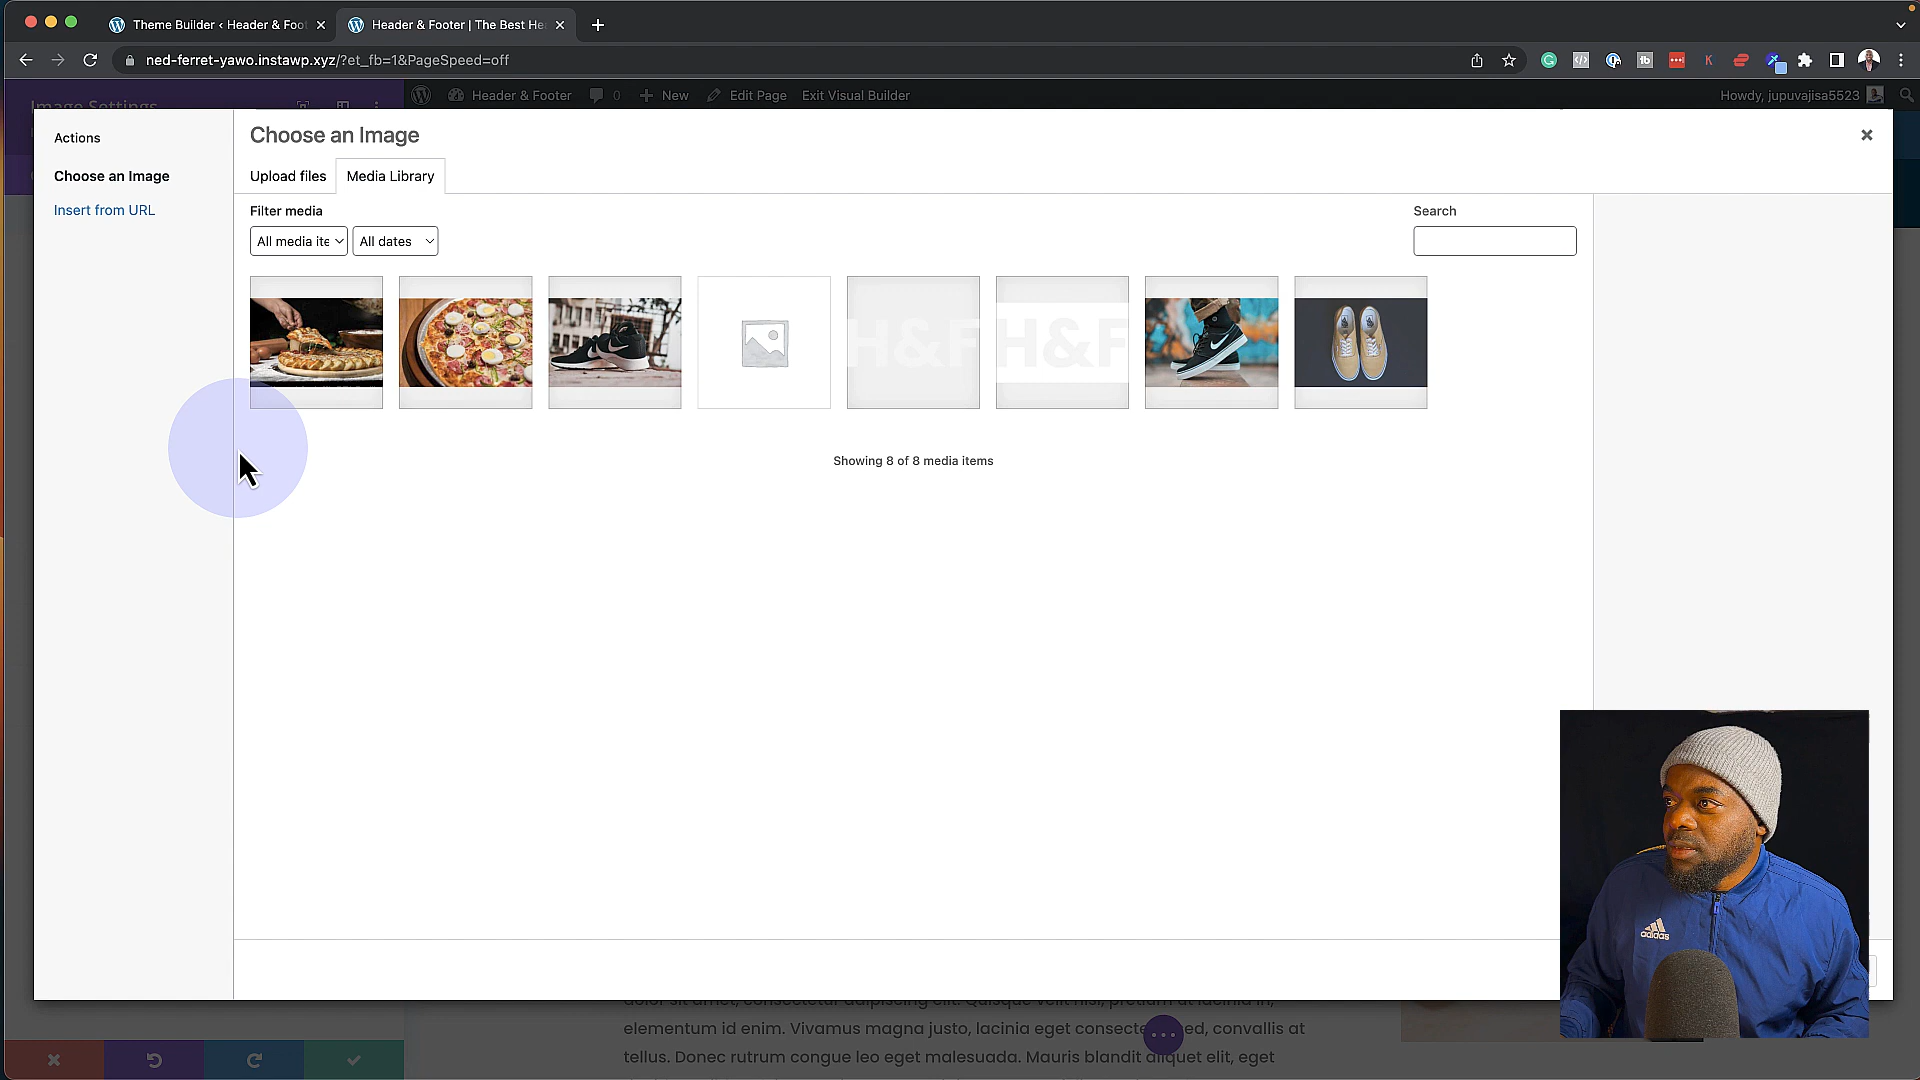 Theme Builder ‹ Header & Foo
Header & Footer | The Best He
ned-ferret-yawo.instawp.xyz/?et_fb=1&PageSpeed=off
Image Settings
Header & Footer
0
New
Edit Page
Exit Visual Builder
Howdy, jupuvajisa5523
Actions
Choose an Image
Insert from URL
Choose an Image
Upload files
Media Library
Filter media
All media ite
All dates
Search
H&F
H&F
Showing 8 of 8 media items
adidas
dolor sit amet, consectetur adipiscing elit. Quisque velit nisi, pretium at lacinia in,
elementum id enim. Vivamus magna justo, lacinia eget consecte ed, convallis at
tellus. Donec rutrum congue leo eget malesuada. Mauris blandit aliquet elit, eget